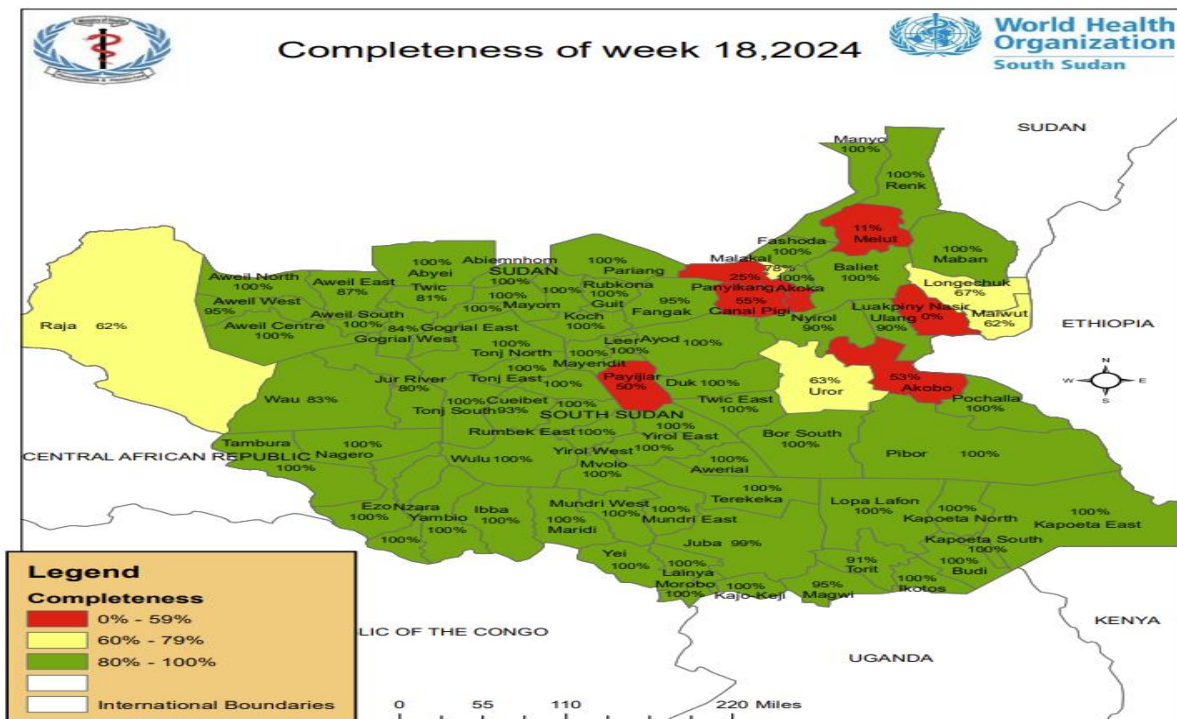 Completeness of week 18,2024
World Health
Organization
South Sudan
SUDAN
Manyo
100%
100%
Renk
11%
Melut
Fashoda
100%
100%
Maban
Malakal
78%
25%
Panyikang
100%
Akoka
Baliet
100%
Longechuk
67%
55%
Canal Pigi
Luakpiny Nasir
0%
Maiwut
62%
Nyirol
90%
Ulang
90%
ETHIOPIA
100%
Abyei
Abiemnhom
SUDAN
100%
100%
Pariang
Aweil North
100%
Aweil East
87%
Twic
81%
100%
Mayom
100%
Rubkona
100%
Guit
95%
Fangak
Aweil West
95%
Aweil South
100%
100%
Koch
100%
Raja 62%
Aweil Centre
100%
84%
Gogrial West
Gogrial East
100%
Tonj North
Leer
100%
Ayod
100%
100%
Mayendit
Jur River
80%
100%
Tonj East
100%
Payijiar
50%
Duk 100%
63%
Uror
53%
Akobo
Pochalla
100%
Wau 83%
100%
Tonj South
Cueibet
93%
100%
SOUTH SUDAN
Twic East
100%
Rumbek East 100%
100%
Yirol East
Bor South
100%
Tambura
100%
Nagero
100%
CENTRAL AFRICAN REPUBLIC
Wulu 100%
Yirol West
100%
Mvolo
100%
100%
Awerial
Pibor 100%
100%
Terekeka
Ezo
100%
Nzara
100%
Yambio
100%
Ibba
100%
Mundri West
100%
100%
Maridi
100%
Mundri East
Lopa Lafon
100%
100%
Kapoeta North
100%
Kapoeta East
Juba 99%
Kapoeta South
100%
Yei
100%
100%
Lainya
Morobo
100%
100%
Kajo-Keji
95%
Magwi
91%
Torit
100%
Ikotos
100%
Budi
W
N
E
S
LIC OF THE CONGO
UGANDA
KENYA
Legend
Completeness
0% - 59%
60% - 79%
80% - 100%
International Boundaries
0 55 110 220 Miles